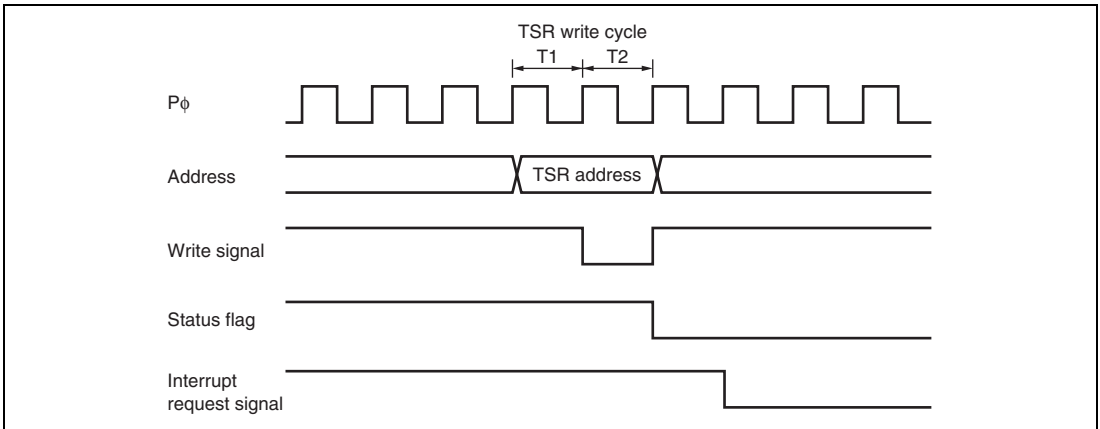 TSR write cycle
T1 T2
Pϕ
Address
TSR address
Write signal
Status flag
Interrupt
request signal